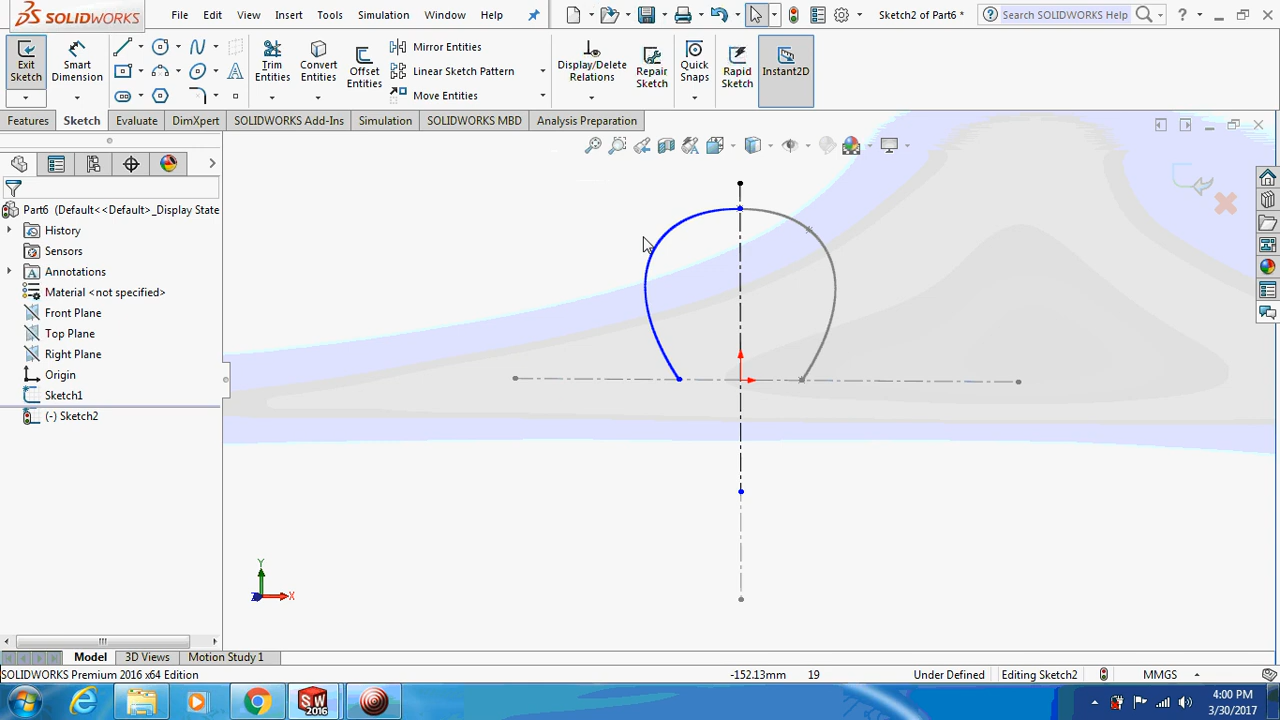 SOLIDWORKS File Edit View Insert Tools Simulation Window Help Sketch2 of Part6 * Search SOLIDWORKS Help ?
Exit Sketch Smart Dimension Trim Entities Convert Entities Offset Entities Mirror Entities Linear Sketch Pattern Move Entities Display/Delete Relations Repair Sketch Quick Snaps Rapid Sketch Instant2D
Features Sketch Evaluate DimXpert SOLIDWORKS Add-Ins Simulation SOLIDWORKS MBD Analysis Preparation
Part6 (Default<<Default>_Display State
History
Sensors
Annotations
Material <not specified>
Front Plane
Top Plane
Right Plane
Origin
Sketch1
(-) Sketch2
Y
X
Model 3D Views Motion Study 1
SOLIDWORKS Premium 2016 x64 Edition -152.13mm 19 Under Defined Editing Sketch2 MMGS
SW 2016 4:00 PM
3/30/2017